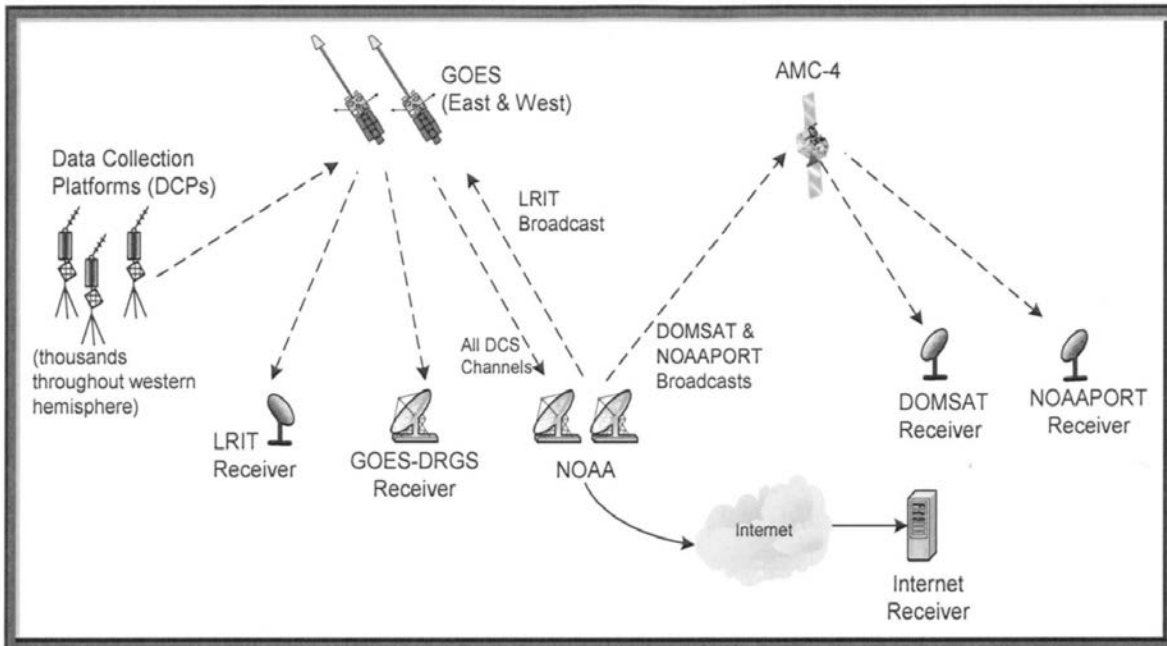 GOES
(East & West)
AMC-4
Data Collection
Platforms (DCPs)
LRIT
Broadcast
(thousands
throughout western
hemisphere)
All DCS
Channels
DOMSAT &
NOAAPORT
Broadcasts
LRIT
Receiver
GOES-DRGS
Receiver
NOAA
DOMSAT
Receiver
NOAAPORT
Receiver
Internet
Internet
Receiver